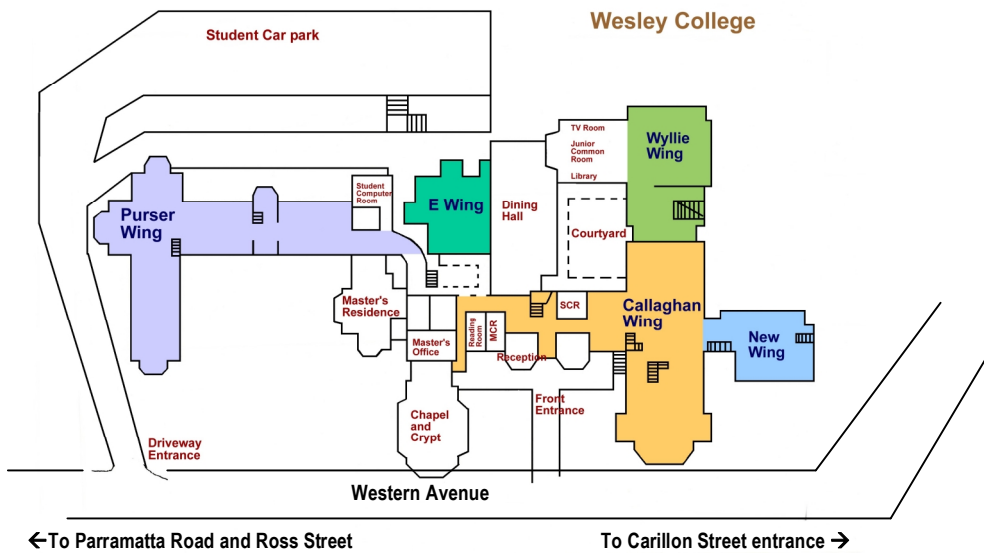 Wesley College
Student Car park
TV Room
Junior
Common
Room
Library
Wyllie
Wing
Student
Computer
Room
E Wing
Dining
Hall
Purser
Wing
Courtyard
Master's
Residence
SCR
Callaghan
Wing
Reading
Room
MCR
Master's
Office
Reception
New
Wing
Front
Entrance
Chapel
and
Crypt
Driveway
Entrance
Western Avenue
←To Parramatta Road and Ross Street
To Carillon Street entrance →